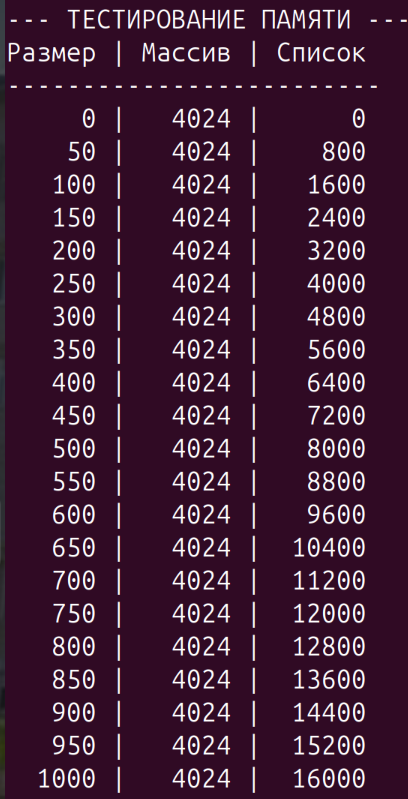 --- ТЕСТИРОВАНИЕ ПАМЯТИ ---
Размер | Массив | Список
-------------------------
0 | 4024 | 0
50 | 4024 | 800
100 | 4024 | 1600
150 | 4024 | 2400
200 | 4024 | 3200
250 | 4024 | 4000
300 | 4024 | 4800
350 | 4024 | 5600
400 | 4024 | 6400
450 | 4024 | 7200
500 | 4024 | 8000
550 | 4024 | 8800
600 | 4024 | 9600
650 | 4024 | 10400
700 | 4024 | 11200
750 | 4024 | 12000
800 | 4024 | 12800
850 | 4024 | 13600
900 | 4024 | 14400
950 | 4024 | 15200
1000 | 4024 | 16000